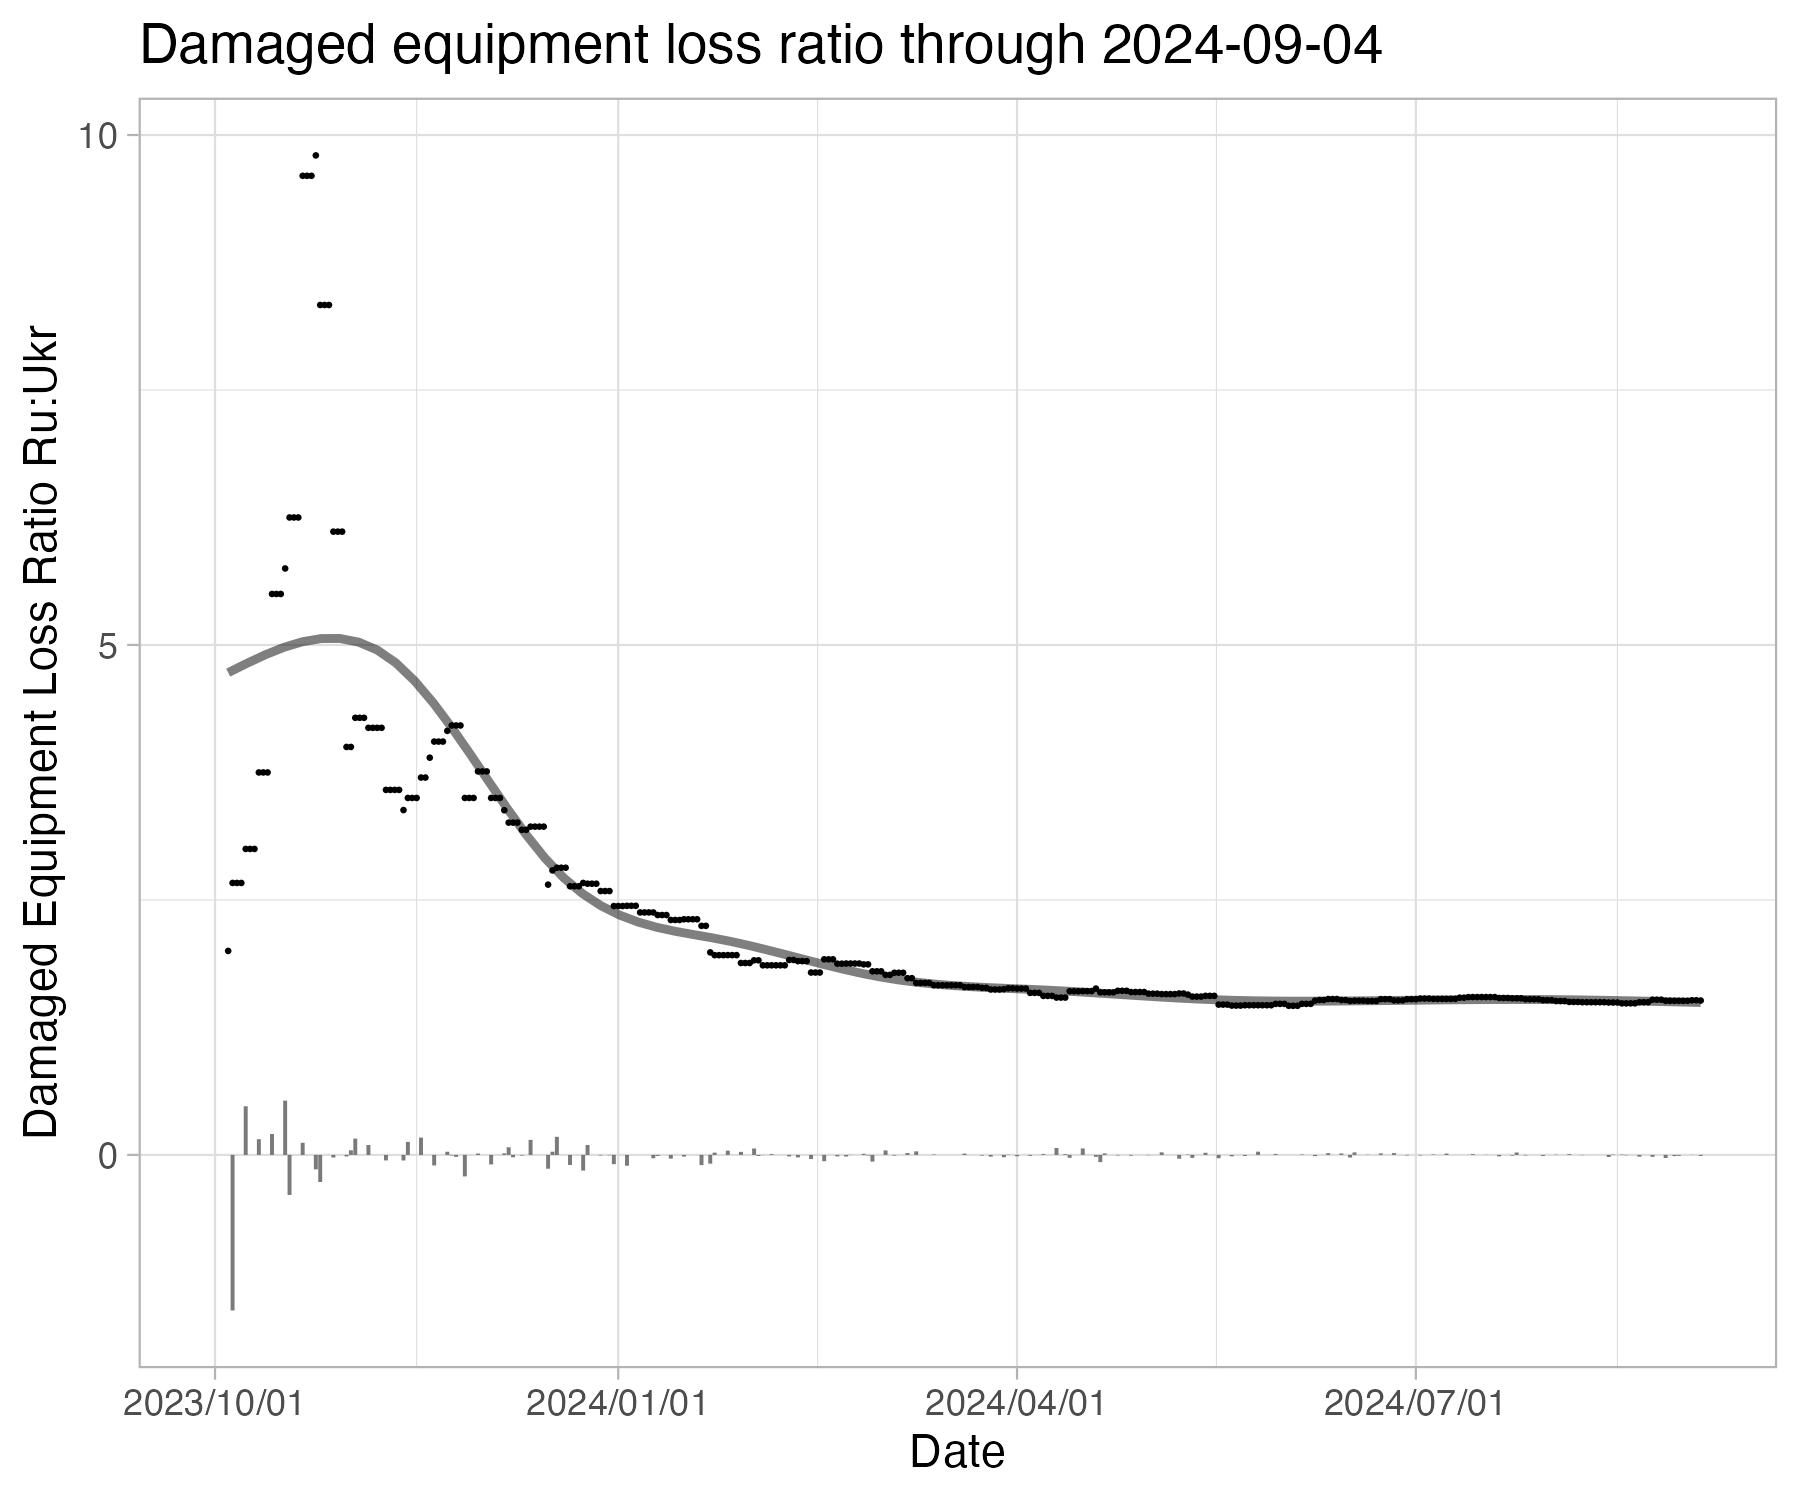 Damaged equipment loss ratio through 2024-09-04
Damaged Equipment Loss Ratio Ru:Ukr
10
5
0
2023/10/01
2024/01/01
2024/04/01
2024/07/01
Date